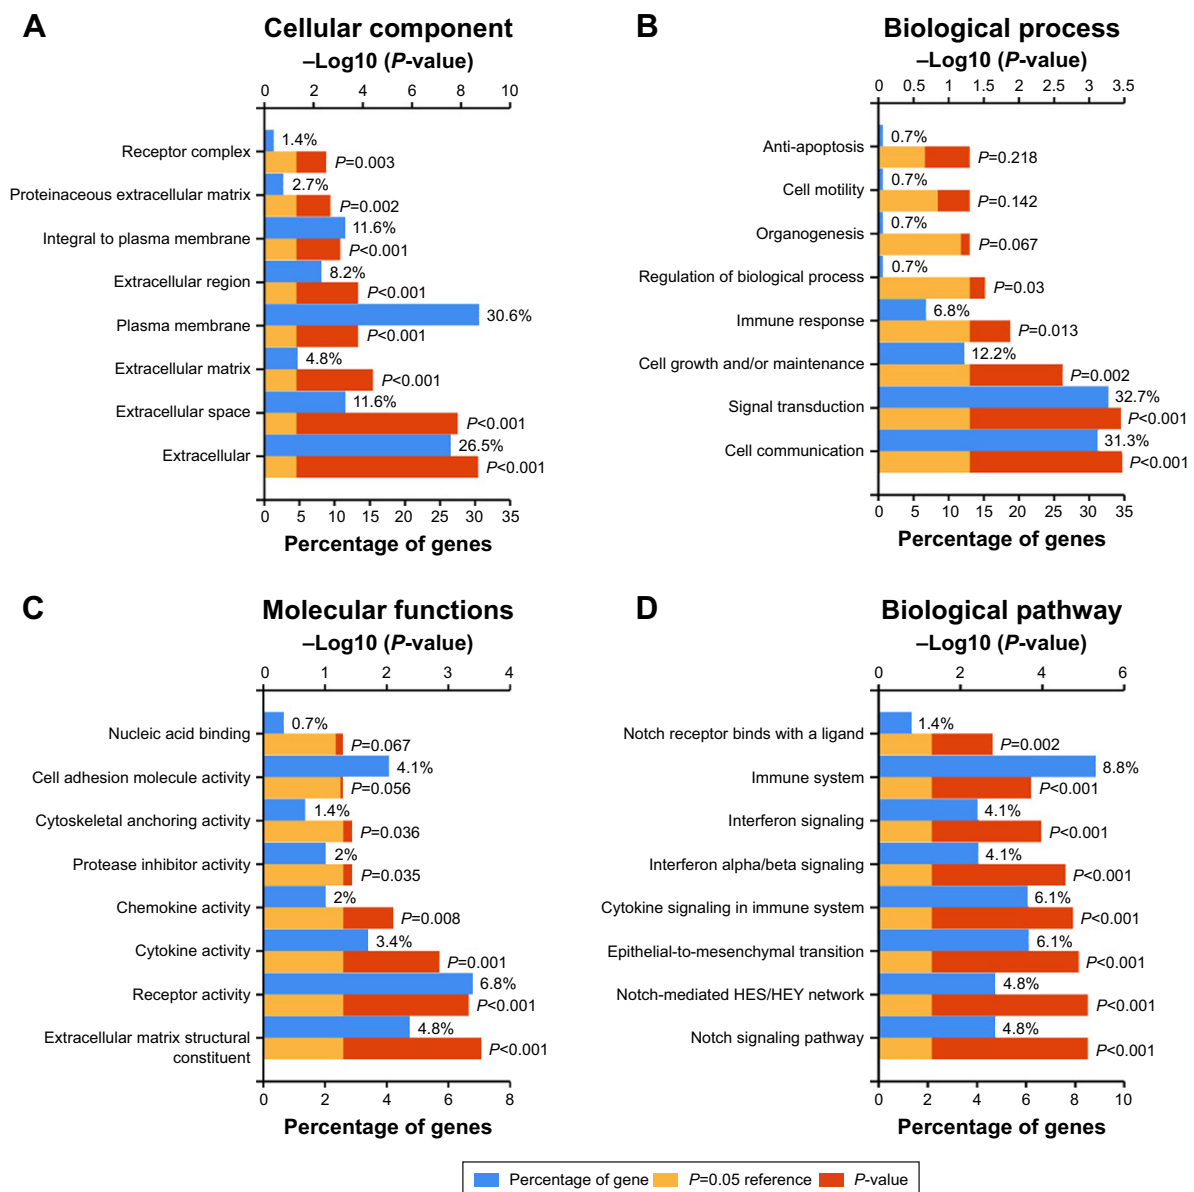 A
Cellular component
–Log10 (P-value)
0 2 4 6 8 10
Receptor complex
1.4%
P=0.003
Proteinaceous extracellular matrix
2.7%
P=0.002
Integral to plasma membrane
11.6%
P<0.001
Extracellular region
8.2%
P<0.001
Plasma membrane
30.6%
P<0.001
Extracellular matrix
4.8%
P<0.001
Extracellular space
11.6%
P<0.001
Extracellular
26.5%
P<0.001
0 5 10 15 20 25 30 35
Percentage of genes
B
Biological process
–Log10 (P-value)
0 0.5 1 1.5 2 2.5 3 3.5
Anti-apoptosis
0.7%
P=0.218
Cell motility
0.7%
P=0.142
Organogenesis
0.7%
P=0.067
Regulation of biological process
0.7%
P=0.03
Immune response
6.8%
P=0.013
Cell growth and/or maintenance
12.2%
P=0.002
Signal transduction
32.7%
P<0.001
Cell communication
31.3%
P<0.001
0 5 10 15 20 25 30 35
Percentage of genes
C
Molecular functions
–Log10 (P-value)
0 1 2 3 4
Nucleic acid binding
0.7%
P=0.067
Cell adhesion molecule activity
4.1%
P=0.056
Cytoskeletal anchoring activity
1.4%
P=0.036
Protease inhibitor activity
2%
P=0.035
Chemokine activity
2%
P=0.008
Cytokine activity
3.4%
P=0.001
Receptor activity
6.8%
P<0.001
Extracellular matrix structural
constituent
4.8%
P<0.001
0 2 4 6 8
Percentage of genes
D
Biological pathway
–Log10 (P-value)
0 2 4 6
Notch receptor binds with a ligand
1.4%
P=0.002
Immune system
8.8%
P<0.001
Interferon signaling
4.1%
P<0.001
Interferon alpha/beta signaling
4.1%
P<0.001
Cytokine signaling in immune system
6.1%
P<0.001
Epithelial-to-mesenchymal transition
6.1%
P<0.001
Notch-mediated HES/HEY network
4.8%
P<0.001
Notch signaling pathway
4.8%
P<0.001
0 2 4 6 8 10
Percentage of genes
Percentage of gene P=0.05 reference P-value